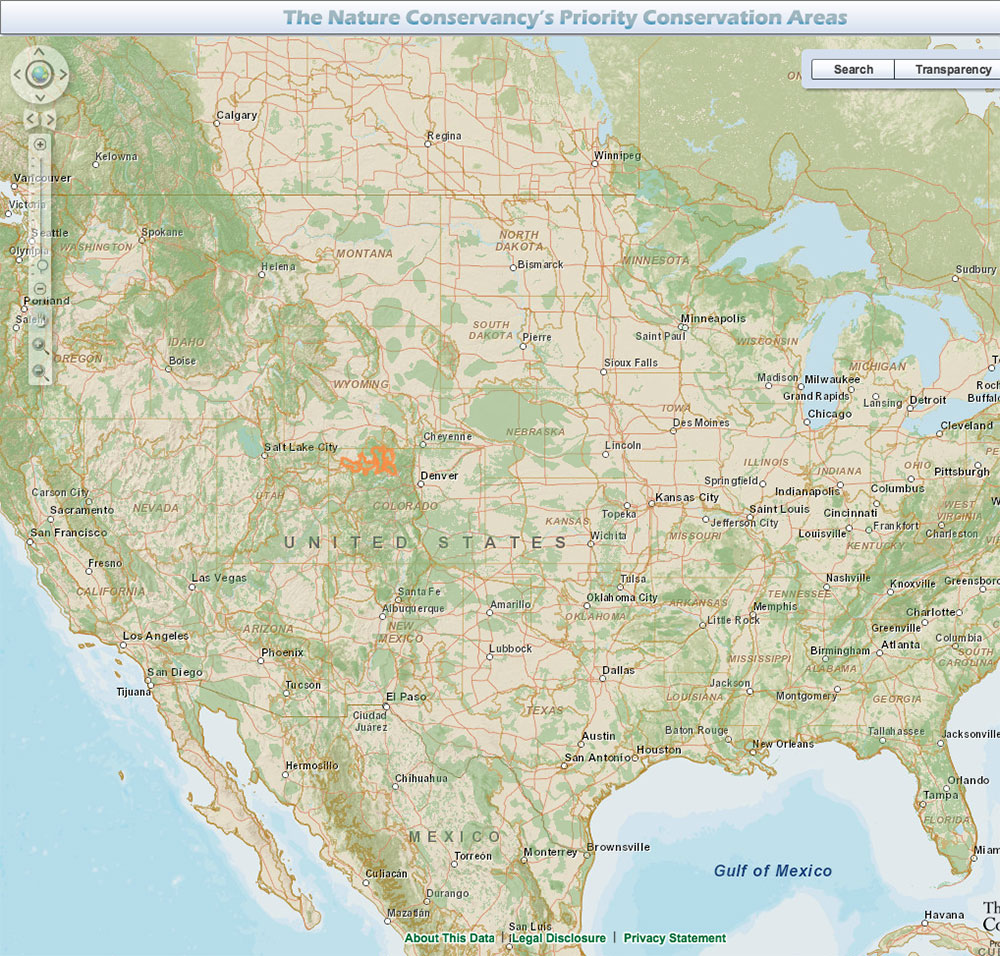 The Nature Conservancy's Priority Conservation Areas
Search
Transparency
Calgary
Regina
Kelowna
Winnipeg
Vancouver
Victoria
Seattle
Spokane
Olympia
WASHINGTON
MONTANA
NORTH
DAKOTA
MINNESOTA
Helena
Bismarck
Sudbury
Portland
Salem
Minneapolis
SOUTH
DAKOTA
Pierre
Saint Paul
WISCONSIN
IDAHO
OREGON
Boise
Sioux Falls
MICHIGAN
WYOMING
Madison
Milwaukee
Grand Rapids
Lansing
Detroit
IOWA
Chicago
Des Moines
Cleveland
Cheyenne
NEBRASKA
Salt Lake City
Lincoln
ILLINOIS
INDIANA
OHIO
Pittsburgh
Denver
Springfield
Indianapolis
Columbus
Carson City
UTAH
Kansas City
Sacramento
NEVADA
COLORADO
Topeka
Saint Louis
Cincinnati
WEST
VIRGINIA
San Francisco
KANSAS
Jefferson City
Frankfort
UNITED STATES
Wichita
MISSOURI
Louisville
Charleston
KENTUCKY
Fresno
Las Vegas
Tulsa
Nashville
Knoxville
Greensboro
CALIFORNIA
Santa Fe
Albuquerque
Amarillo
Oklahoma City
ARKANSAS
TENNESSEE
Memphis
OKLAHOMA
Little Rock
Charlotte
Los Angeles
ARIZONA
NEW
MEXICO
Greenville
Columbia
Phoenix
Lubbock
MISSISSIPPI
Birmingham
Atlanta
SOUTH
CAROLINA
San Diego
Dallas
ALABAMA
Tijuana
Tucson
El Paso
Jackson
LOUISIANA
Montgomery
GEORGIA
Ciudad
Juárez
TEXAS
Baton Rouge
Tallahassee
Jacksonville
Austin
New Orleans
San Antonio
Houston
Hermosillo
Chihuahua
Orlando
Tampa
FLORIDA
MEXICO
Torreón
Monterrey
Brownsville
Gulf of Mexico
Culiacán
Durango
Mazatlán
Havana
San Luis
About This Data | Legal Disclosure | Privacy Statement